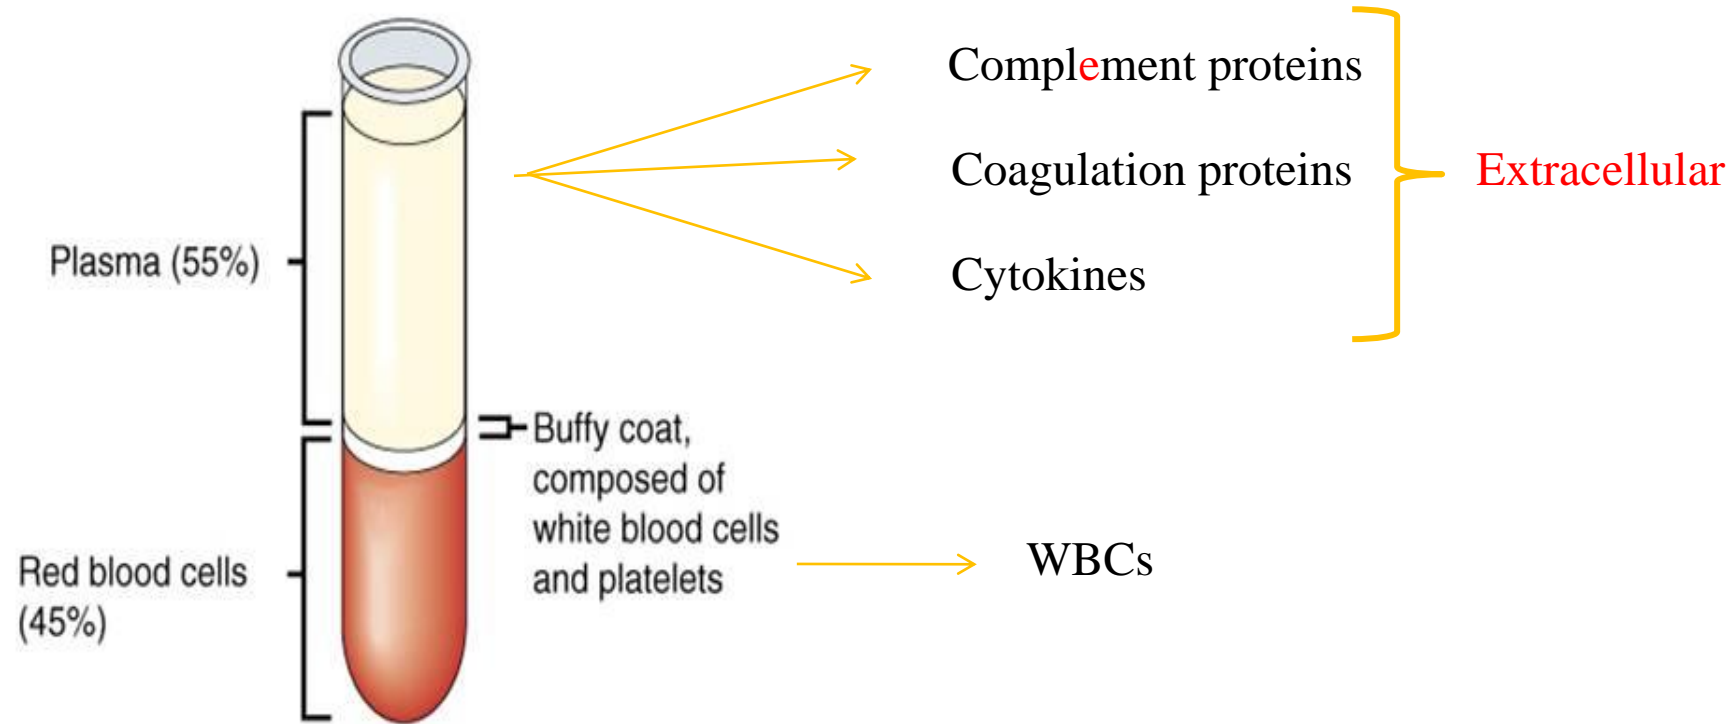 Complement proteins
Coagulation proteins
Extracellular
Cytokines
Plasma (55%)
Buffy coat,
composed of
white blood cells
and platelets
WBCs
Red blood cells
(45%)